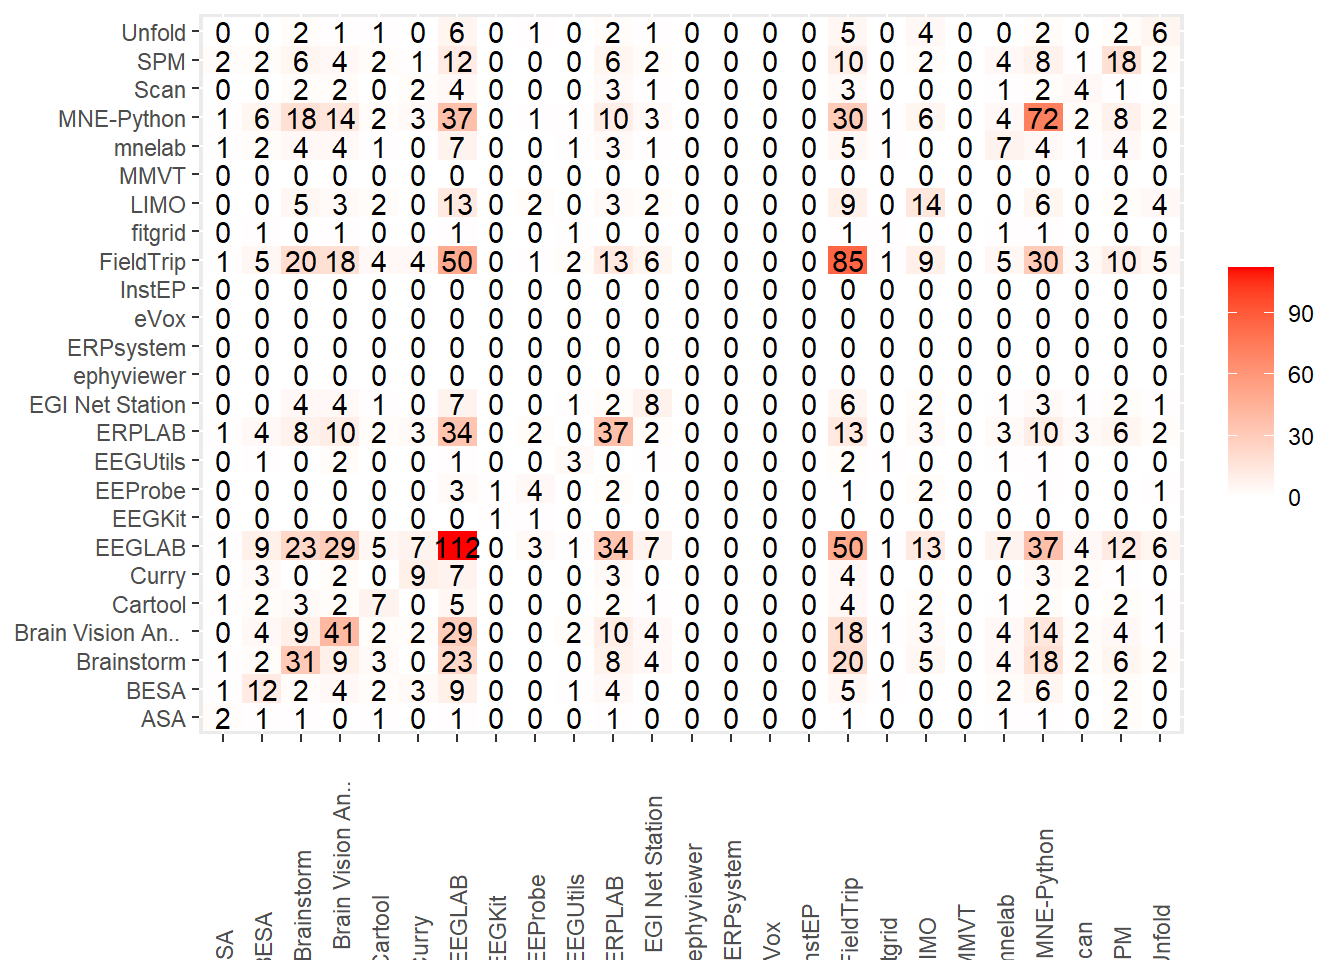 Unfold 0 0 2 1 1 0 6 0 1 0 2 1 0 0 0 0 5 0 4 0 0 2 0 2 6
SPM 2 2 6 4 2 1 12 0 0 0 6 2 0 0 0 0 10 0 2 0 4 8 1 18 2
Scan 0 0 2 2 0 2 4 0 0 0 3 1 0 0 0 0 3 0 0 0 1 2 4 1 0
MNE-Python 1 6 18 14 2 3 37 0 1 1 10 3 0 0 0 0 30 1 6 0 4 72 2 8 2
mnelab 1 2 4 4 1 0 7 0 0 1 3 1 0 0 0 0 5 1 0 0 7 4 1 4 0
MMVT 0 0 0 0 0 0 0 0 0 0 0 0 0 0 0 0 0 0 0 0 0 0 0 0 0
LIMO 0 0 5 3 2 0 13 0 2 0 3 2 0 0 0 0 9 0 14 0 0 6 0 2 4
fitgrid 0 1 0 1 0 0 1 0 0 1 0 0 0 0 0 0 1 1 0 0 1 1 0 0 0
FieldTrip 1 5 20 18 4 4 50 0 1 2 13 6 0 0 0 0 85 1 9 0 5 30 3 10 5
InstEP 0 0 0 0 0 0 0 0 0 0 0 0 0 0 0 0 0 0 0 0 0 0 0 0 0
eVox 0 0 0 0 0 0 0 0 0 0 0 0 0 0 0 0 0 0 0 0 0 0 0 0 0
ERPsystem 0 0 0 0 0 0 0 0 0 0 0 0 0 0 0 0 0 0 0 0 0 0 0 0 0
ephyviewer 0 0 0 0 0 0 0 0 0 0 0 0 0 0 0 0 0 0 0 0 0 0 0 0 0
EGI Net Station 0 0 4 4 1 0 7 0 0 1 2 8 0 0 0 0 6 0 2 0 1 3 1 2 1
ERPLAB 1 4 8 10 2 3 34 0 2 0 37 2 0 0 0 0 13 0 3 0 3 10 3 6 2
EEGUtils 0 1 0 2 0 0 1 0 0 3 0 1 0 0 0 0 2 1 0 0 1 1 0 0 0
EEProbe 0 0 0 0 0 0 3 1 4 0 2 0 0 0 0 0 1 0 2 0 0 1 0 0 1
EEGKit 0 0 0 0 0 0 0 1 1 0 0 0 0 0 0 0 0 0 0 0 0 0 0 0 0
EEGLAB 1 9 23 29 5 7 112 0 3 1 34 7 0 0 0 0 50 1 13 0 7 37 4 12 6
Curry 0 3 0 2 0 9 7 0 0 0 3 0 0 0 0 0 4 0 0 0 0 3 2 1 0
Cartool 1 2 3 2 7 0 5 0 0 0 2 1 0 0 0 0 4 0 2 0 1 2 0 2 1
Brain Vision An.. 0 4 9 41 2 2 29 0 0 2 10 4 0 0 0 0 18 1 3 0 4 14 2 4 1
Brainstorm 1 2 31 9 3 0 23 0 0 0 8 4 0 0 0 0 20 0 5 0 4 18 2 6 2
BESA 1 12 2 4 2 3 9 0 0 1 4 0 0 0 0 0 5 1 0 0 2 6 0 2 0
ASA 2 1 1 0 1 0 1 0 0 0 1 0 0 0 0 0 1 0 0 0 1 1 0 2 0
SA
BESA
Brainstorm
Brain Vision An..
Cartool
Curry
EEGLAB
EEGKit
EEProbe
EEGUtils
ERPLAB
EGI Net Station
ephyviewer
ERPsystem
Vox
nstEP
FieldTrip
tgrid
IMO
MMVT
mnelab
MNE-Python
can
PM
Unfold
90
60
30
0